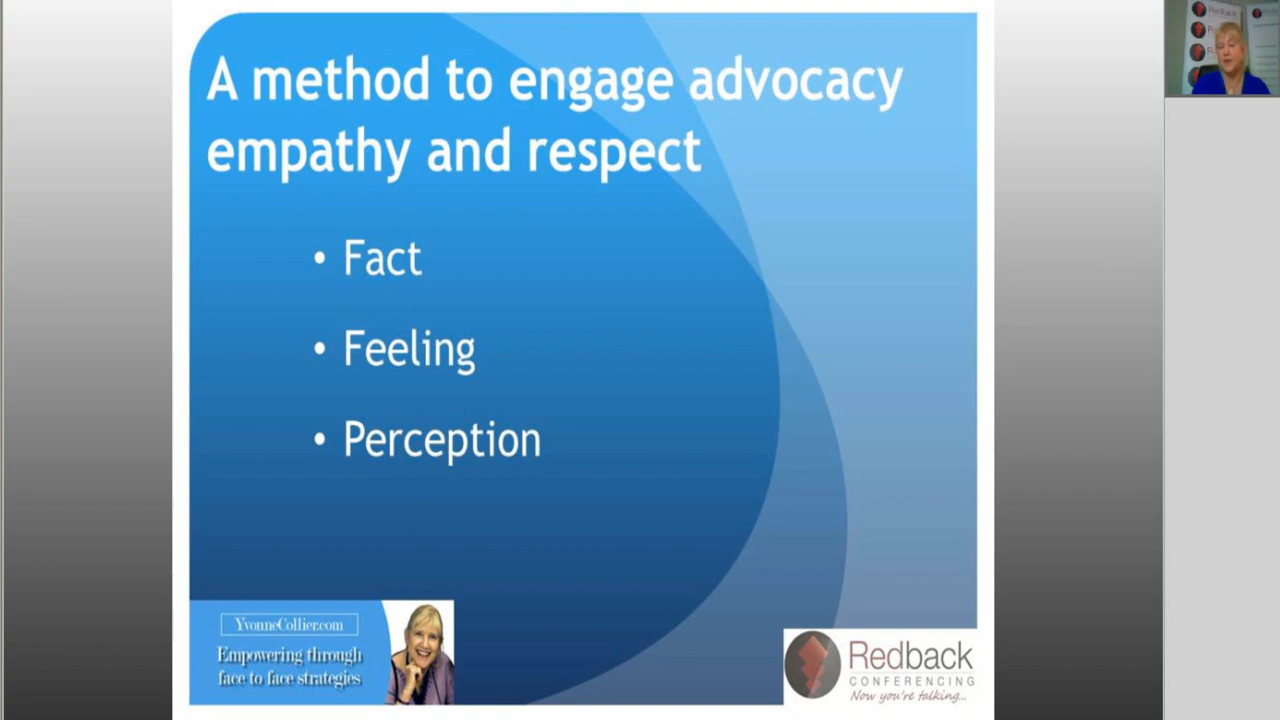 A method to engage advocacy
empathy and respect
• Fact
• Feeling
• Perception
YvonneCollier.com
Empowering through
face to face strategies
Redback
CONFERENCING
Now you're talking...